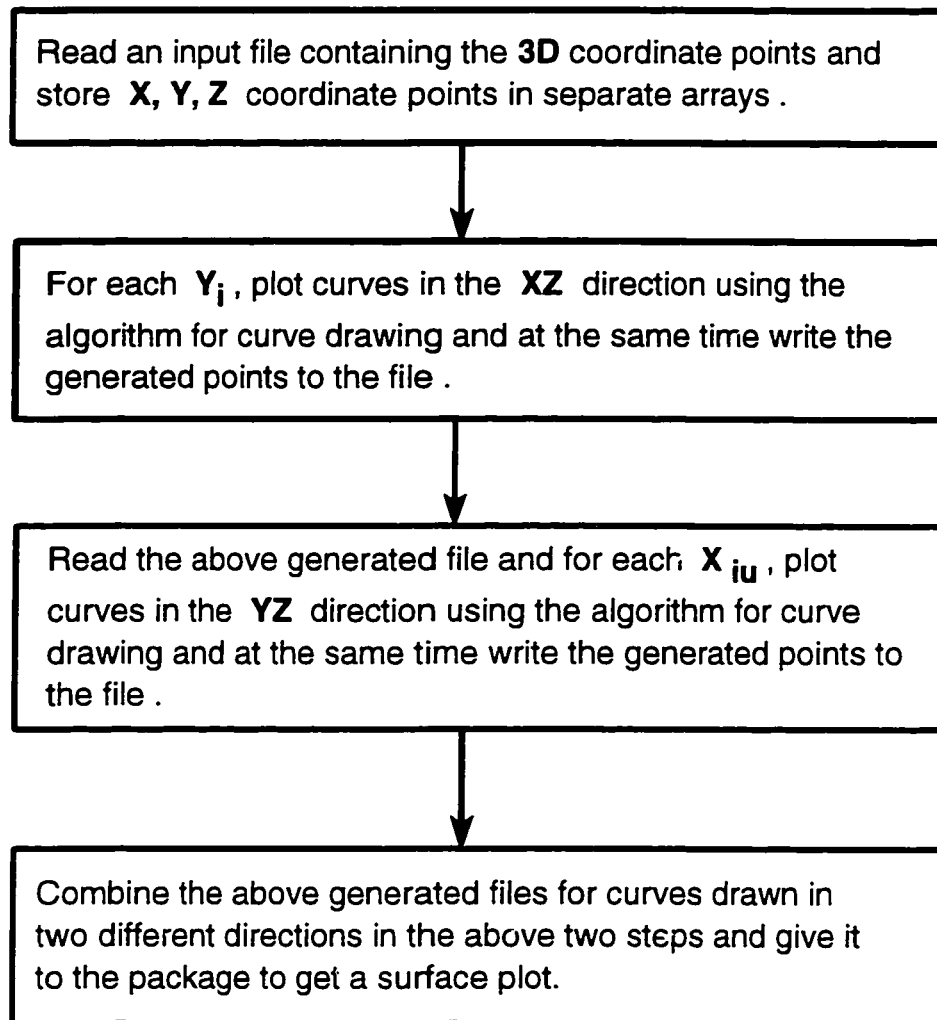 Read an input file containing the 3D coordinate points and
store X, Y, Z coordinate points in separate arrays .
For each Yi , plot curves in the XZ direction using the
algorithm for curve drawing and at the same time write the
generated points to the file .
Read the above generated file and for each X iu , plot
curves in the YZ direction using the algorithm for curve
drawing and at the same time write the generated points to
the file .
Combine the above generated files for curves drawn in
two different directions in the above two steps and give it
to the package to get a surface plot.